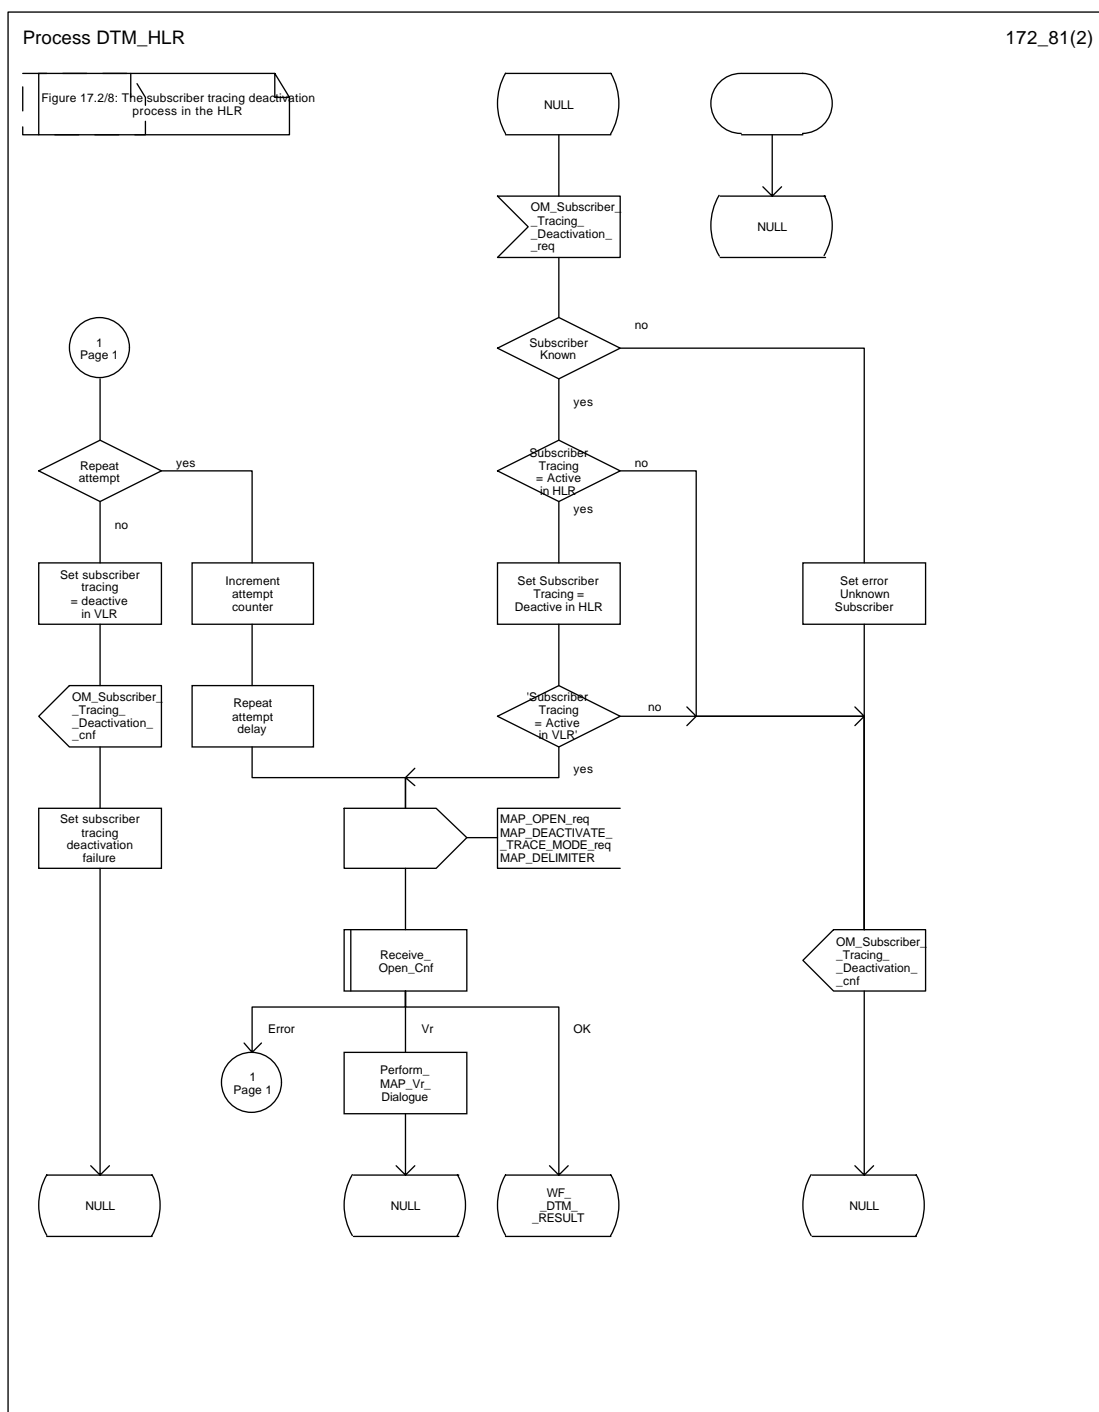 Process DTM_HLR
172_81(2)
Figure 17.2/8: The subscriber tracing deactivation
process in the HLR
NULL
OM_Subscriber_
_Tracing_
_Deactivation_
_req
NULL
Subscriber
Known
no
yes
1
Page 1
Repeat
attempt
yes
no
Subscriber
Tracing
= Active
in HLR
no
yes
Set subscriber
tracing
= deactive
in VLR
Increment
attempt
counter
Set Subscriber
Tracing =
Deactive in HLR
Set error
Unknown
Subscriber
OM_Subscriber_
_Tracing_
_Deactivation_
_cnf
Repeat
attempt
delay
'Subscriber
Tracing
= Active
in VLR'
no
yes
Set subscriber
tracing
deactivation
failure
MAP_OPEN_req
MAP_DEACTIVATE_
_TRACE_MODE_req
MAP_DELIMITER
Receive_
Open_Cnf
OM_Subscriber_
_Tracing_
_Deactivation_
_cnf
Error
Vr
OK
1
Page 1
Perform_
MAP_Vr_
Dialogue
NULL
NULL
WF_
_DTM_
_RESULT
NULL